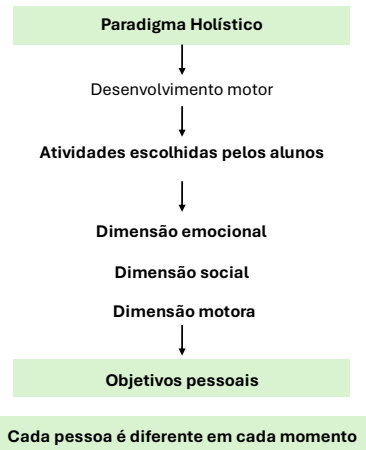 Paradigma Holístico
Desenvolvimento motor
Atividades escolhidas pelos alunos
Dimensão emocional
Dimensão social
Dimensão motora
Objetivos pessoais
Cada pessoa é diferente em cada momento